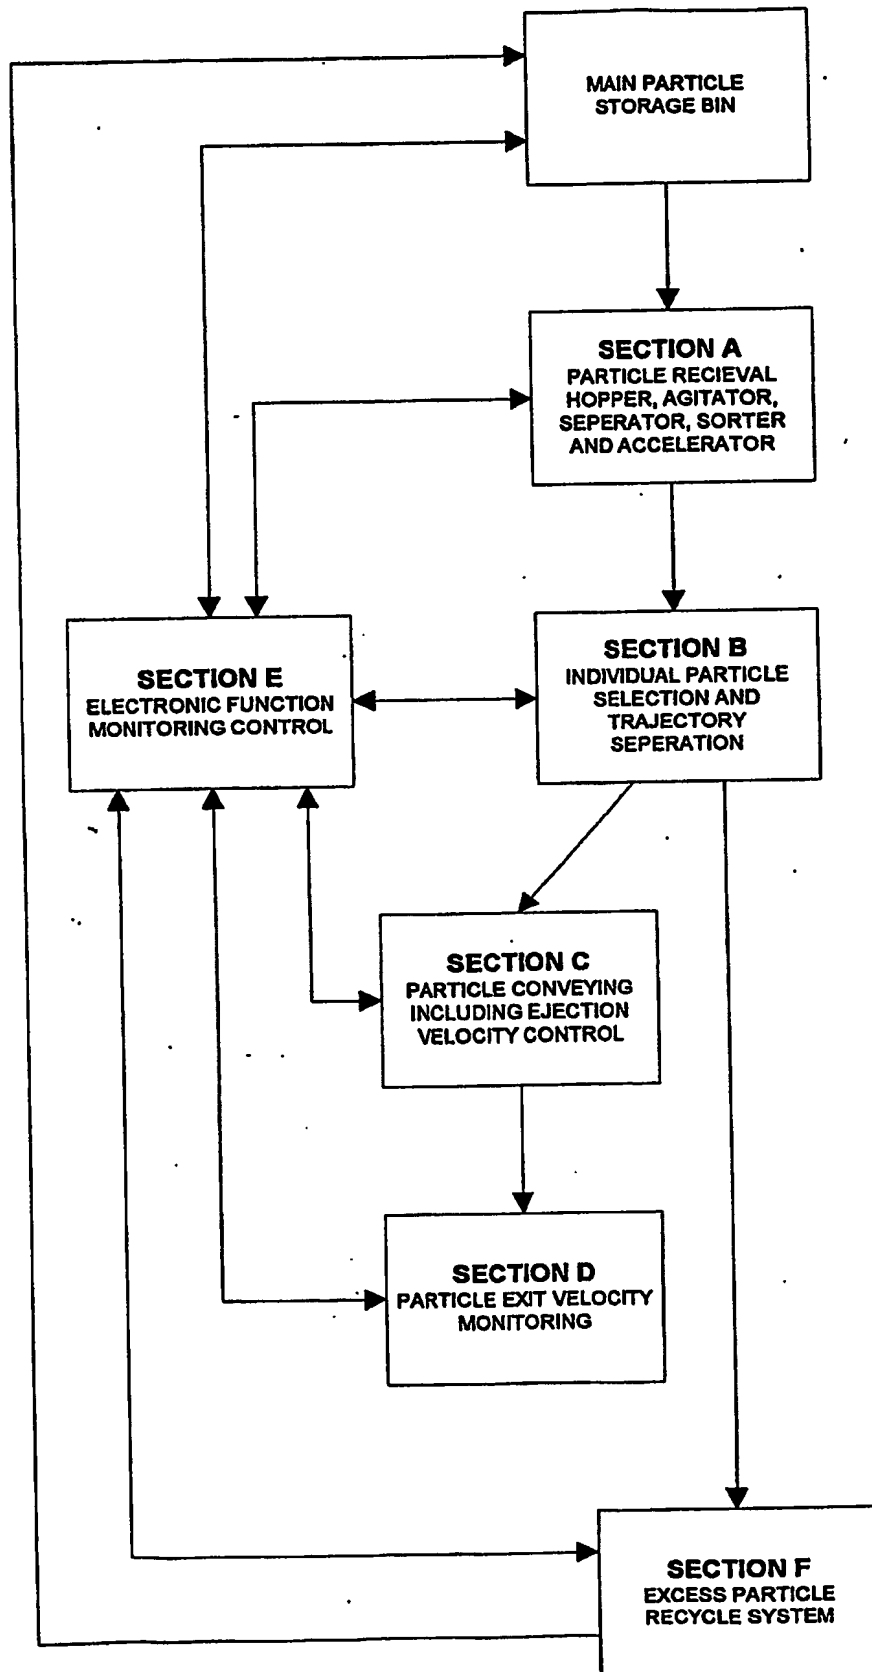 MAIN PARTICLE
STORAGE BIN
SECTION A
PARTICLE RECIEVAL
HOPPER, AGITATOR,
SEPERATOR, SORTER
AND ACCELERATOR
SECTION B
INDIVIDUAL PARTICLE
SELECTION AND
TRAJECTORY
SEPERATION
SECTION E
ELECTRONIC FUNCTION
MONITORING CONTROL
SECTION C
PARTICLE CONVEYING
INCLUDING EJECTION
VELOCITY CONTROL
SECTION D
PARTICLE EXIT VELOCITY
MONITORING
SECTION F
EXCESS PARTICLE
RECYCLE SYSTEM